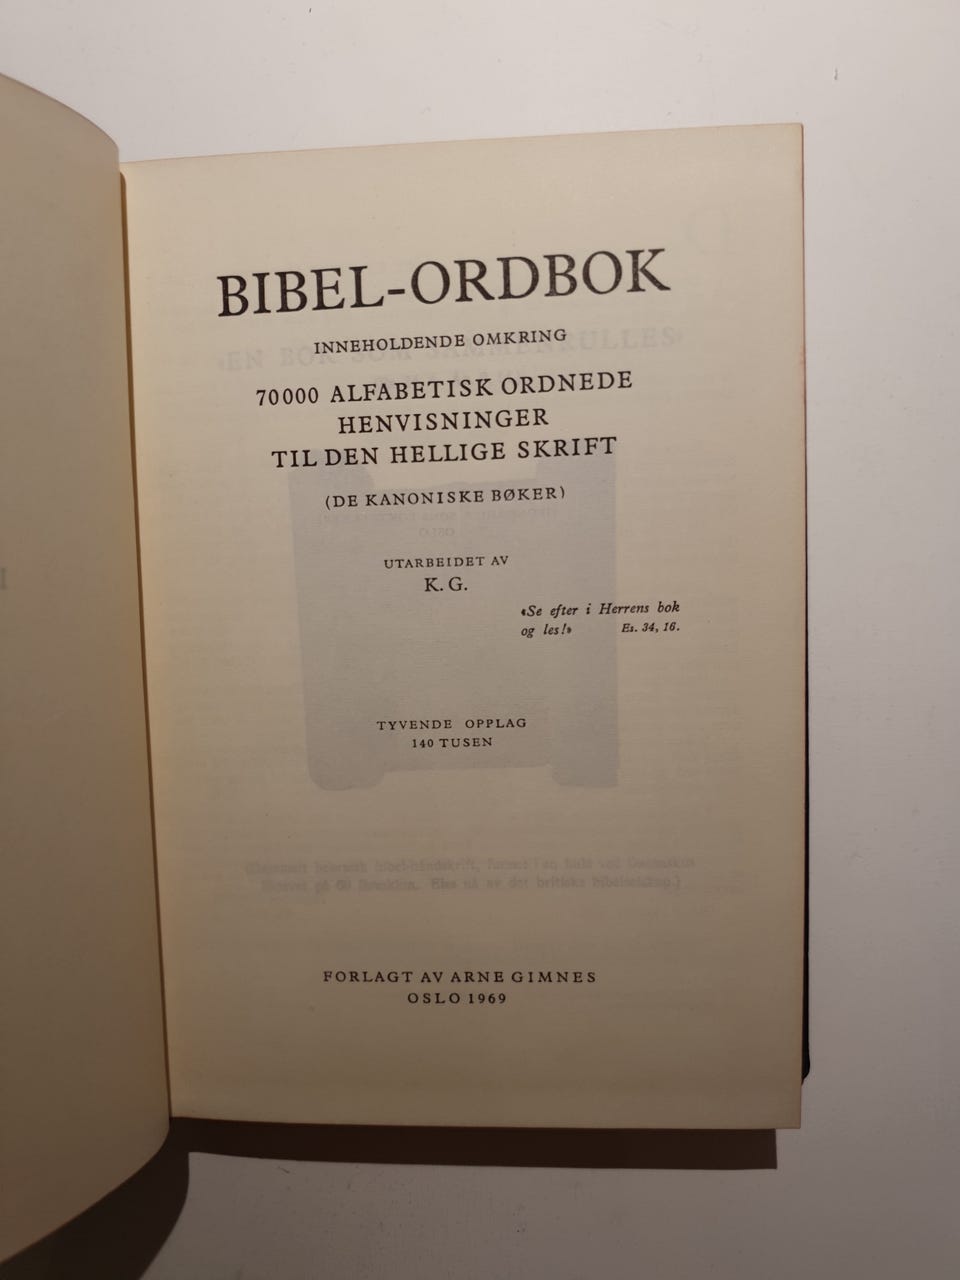 BIBEL-ORDBOK
INNEHOLDENDE OMKRING
70000 ALFABETISK ORDNEDE
HENVISNINGER
TIL DEN HELLIGE SKRIFT
(DE KANONISKE BØKER)
UTARBEIDET AV
K. G.
«Se efter i Herrens bok
og les!» Es. 34, 16.
TYVENDE OPPLAG
140 TUSEN
FORLAGT AV ARNE GIMNES
OSLO 1969